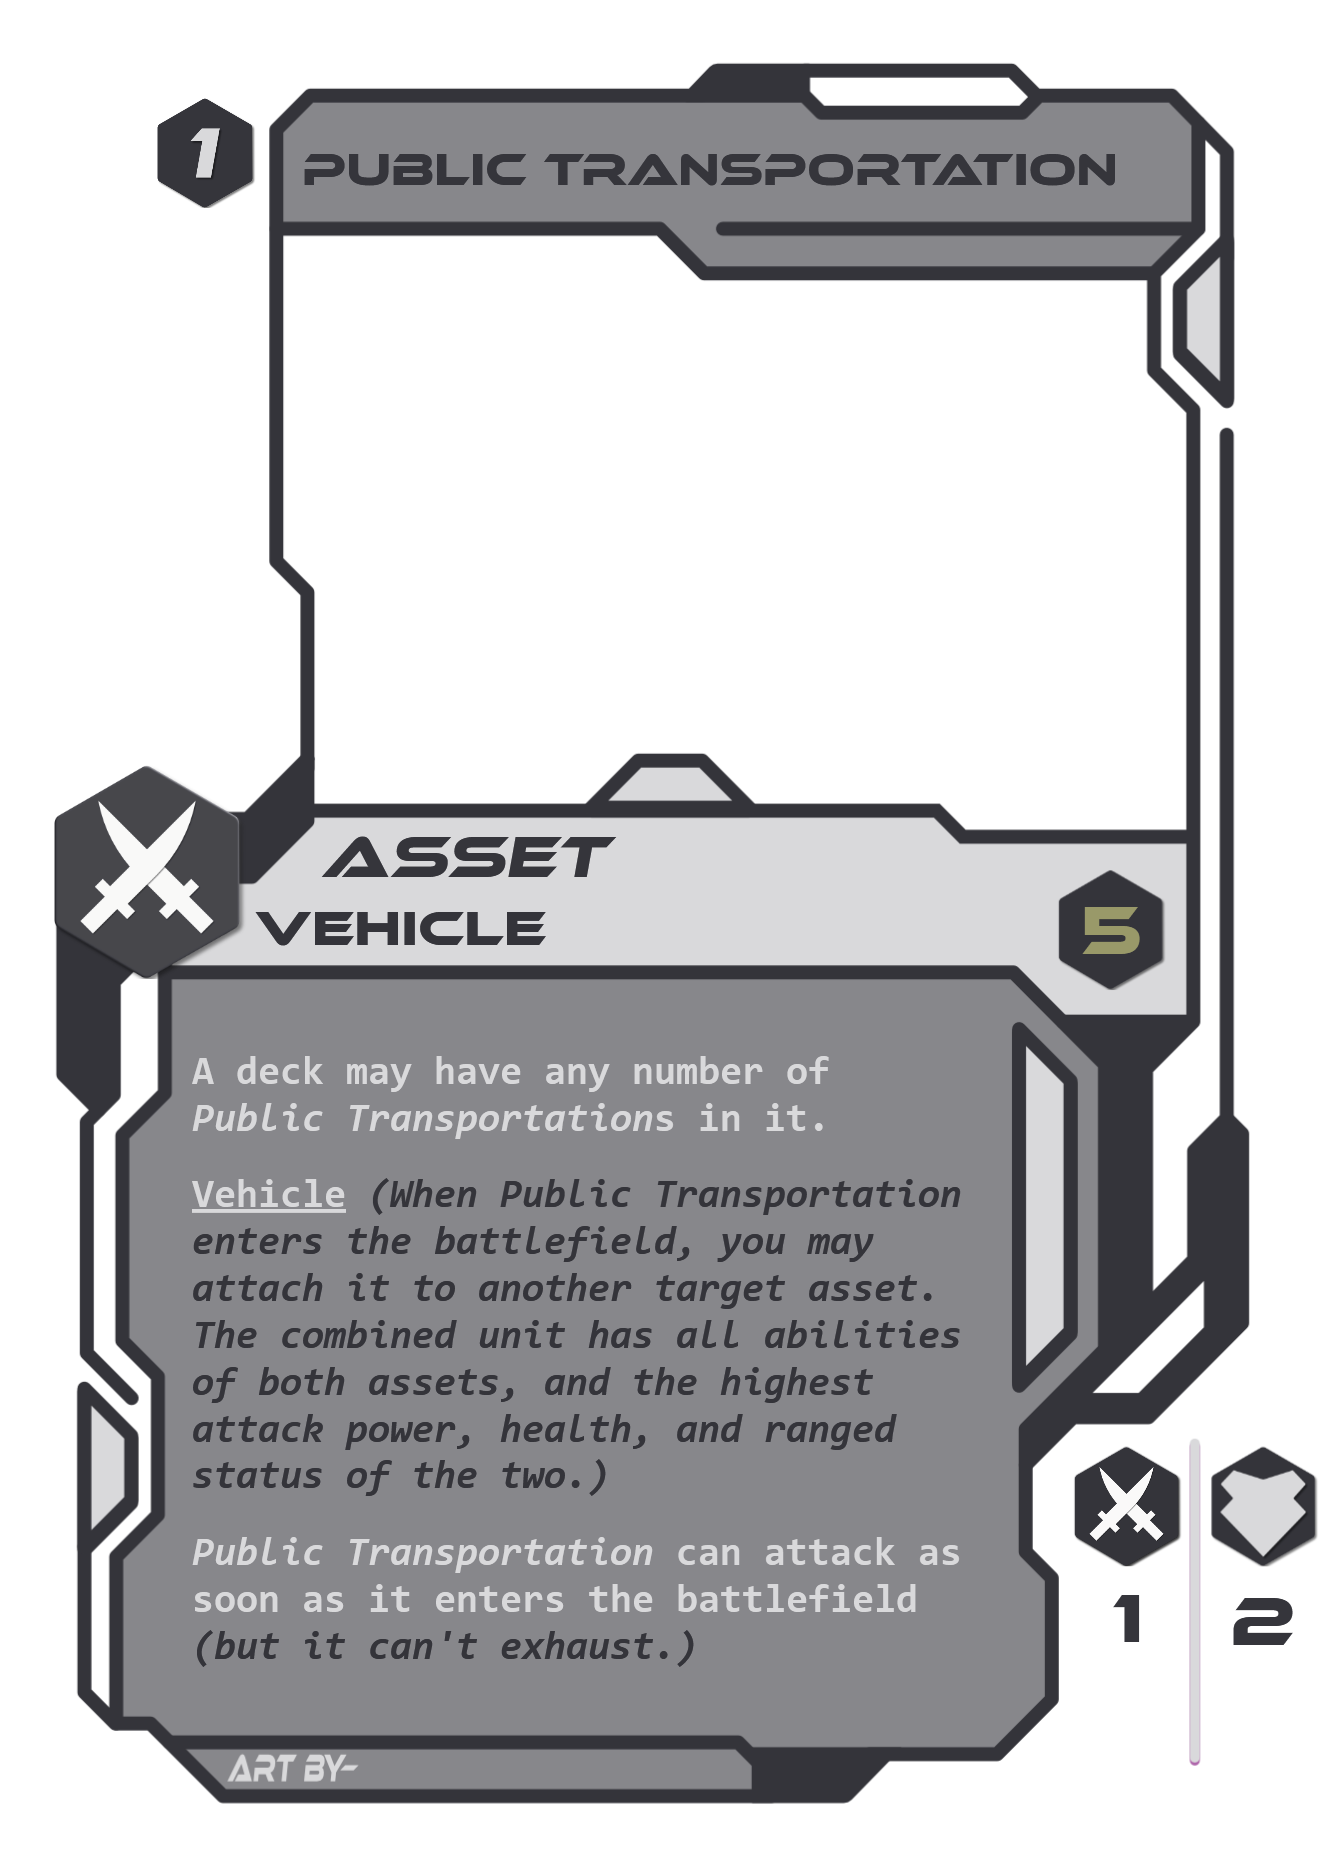 1
PUBLIC TRANSPORTATION
ASSET
VEHICLE
5
A deck may have any number of
Public Transportations in it.
Vehicle (When Public Transportation
enters the battlefield, you may
attach it to another target asset.
The combined unit has all abilities
of both assets, and the highest
attack power, health, and ranged
status of the two.)
Public Transportation can attack as
soon as it enters the battlefield
(but it can't exhaust.)
1
2
ART BY-